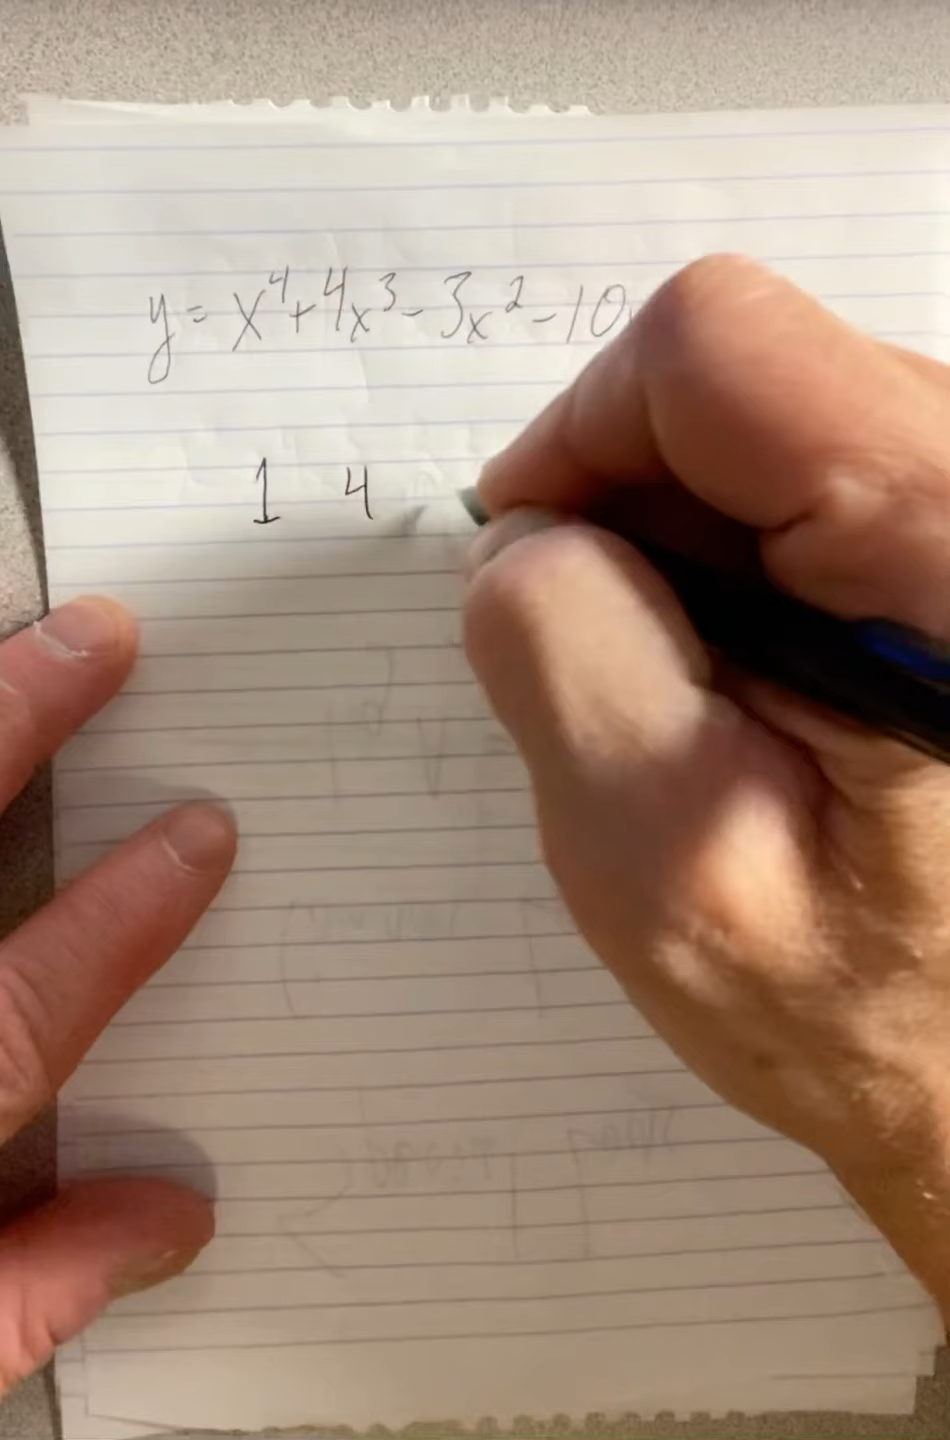 y = x⁴ + 4x³ - 3x² - 10
1 4